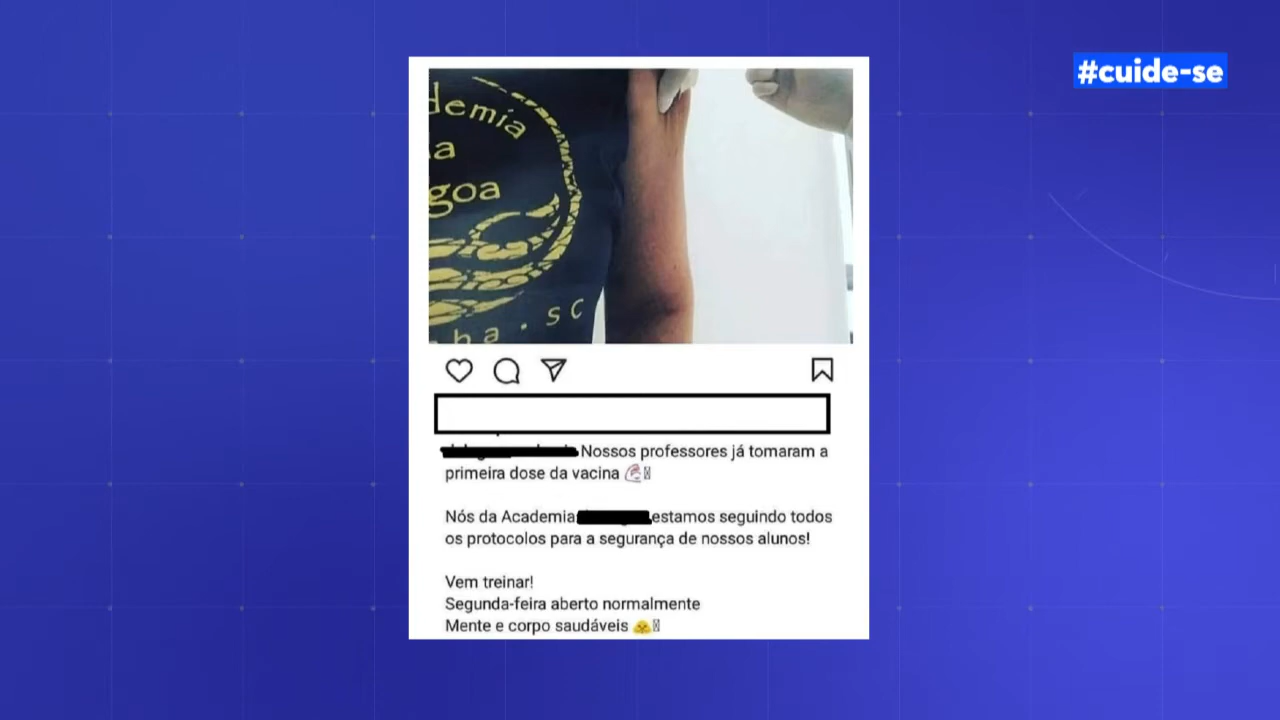 #cuide-se
demia
da
goa
ha . SC
Nossos professores já tomaram a
primeira dose da vacina
Nós da Academia estamos seguindo todos
os protocolos para a segurança de nossos alunos!
Vem treinar!
Segunda-feira aberto normalmente
Mente e corpo saudáveis